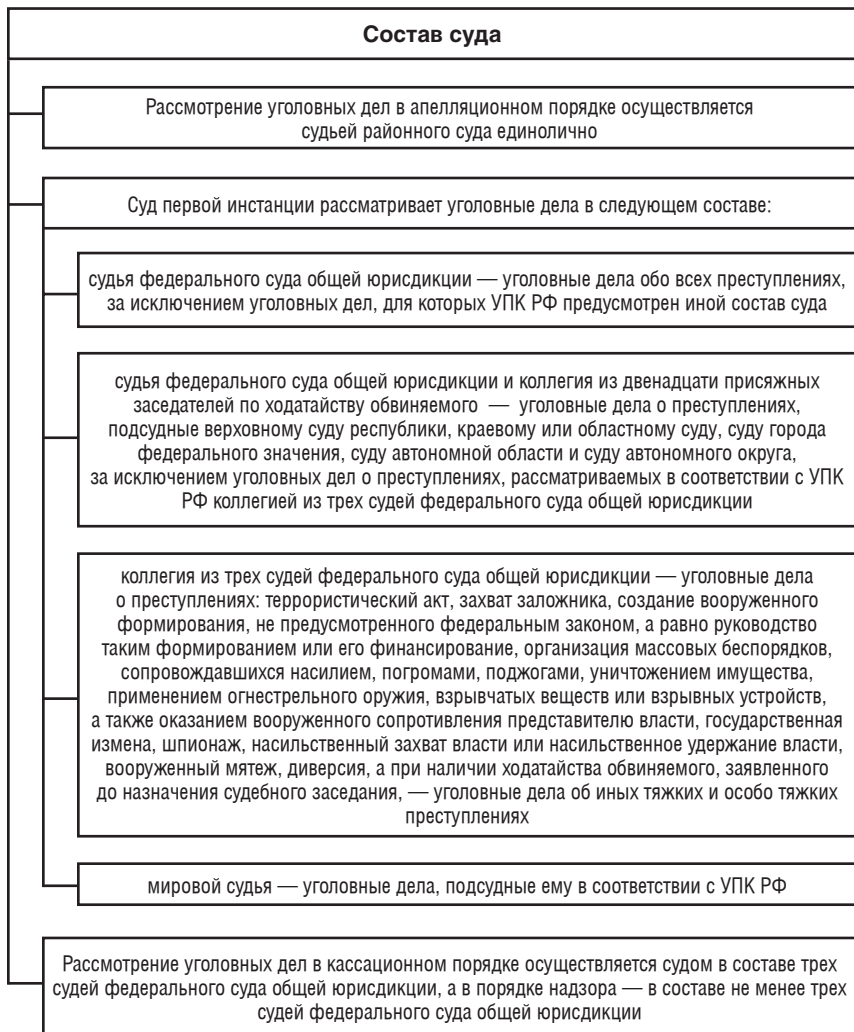 Состав суда
Рассмотрение уголовных дел в апелляционном порядке осуществляется
судьей районного суда единолично
Суд первой инстанции рассматривает уголовные дела в следующем составе:
судья федерального суда общей юрисдикции — уголовные дела обо всех преступлениях,
за исключением уголовных дел, для которых УПК РФ предусмотрен иной состав суда
судья федерального суда общей юрисдикции и коллегия из двенадцати присяжных
заседателей по ходатайству обвиняемого — уголовные дела о преступлениях,
подсудные верховному суду республики, краевому или областному суду, суду города
федерального значения, суду автономной области и суду автономного округа,
за исключением уголовных дел о преступлениях, рассматриваемых в соответствии с УПК
РФ коллегией из трех судей федерального суда общей юрисдикции
коллегия из трех судей федерального суда общей юрисдикции — уголовные дела
о преступлениях: террористический акт, захват заложника, создание вооруженного
формирования, не предусмотренного федеральным законом, а равно руководство
таким формированием или его финансирование, организация массовых беспорядков,
сопровождавшихся насилием, погромами, поджогами, уничтожением имущества,
применением огнестрельного оружия, взрывчатых веществ или взрывных устройств,
а также оказанием вооруженного сопротивления представителю власти, государственная
измена, шпионаж, насильственный захват власти или насильственное удержание власти,
вооруженный мятеж, диверсия, а при наличии ходатайства обвиняемого, заявленного
до назначения судебного заседания, — уголовные дела об иных тяжких и особо тяжких
преступлениях
мировой судья — уголовные дела, подсудные ему в соответствии с УПК РФ
Рассмотрение уголовных дел в кассационном порядке осуществляется судом в составе трех
судей федерального суда общей юрисдикции, а в порядке надзора — в составе не менее трех
судей федерального суда общей юрисдикции